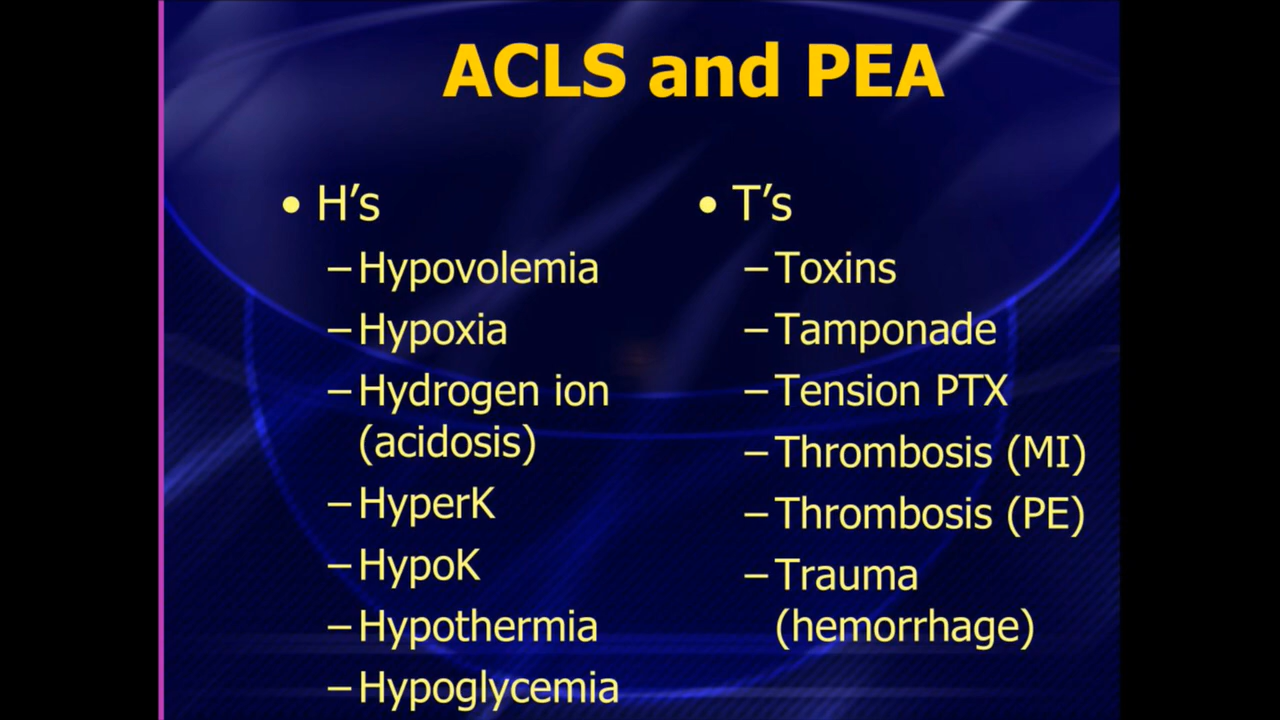 ACLS and PEA
• H’s
–Hypovolemia
–Hypoxia
–Hydrogen ion
(acidosis)
–HyperK
–HypoK
–Hypothermia
–Hypoglycemia
• T’s
–Toxins
–Tamponade
–Tension PTX
–Thrombosis (MI)
–Thrombosis (PE)
–Trauma
(hemorrhage)